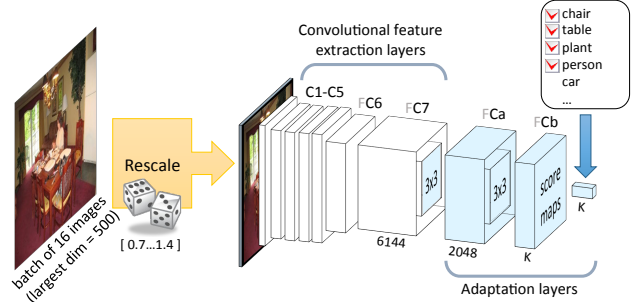 Convolutional feature
extraction layers
chair
table
plant
person
car
...
C1-C5
FC6
FC7
FCa
FCb
Rescale
[ 0.7...1.4 ]
batch of 16 images
(largest dim = 500)
3x3
3x3
score
maps
6144
2048
K
K
Adaptation layers